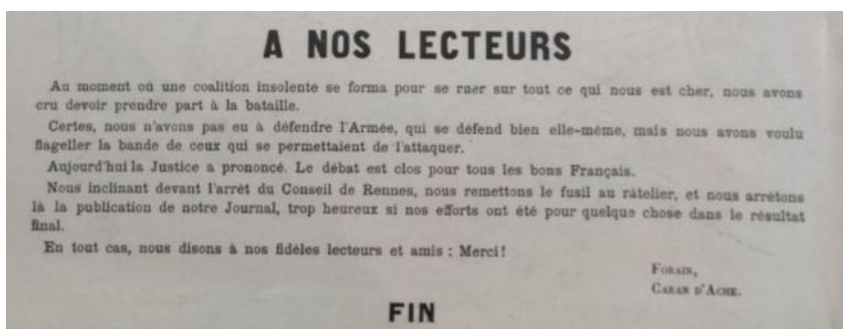 A NOS LECTEURS
Au moment où une coalition insolente se forma pour se ruer sur tout ce qui nous est cher, nous avons
cru devoir prendre part à la bataille.
Certes, nous n'avons pas eu à défendre l'Armée, qui se défend bien elle-même, mais nous avons voulu
flageller la bande de ceux qui se permettaient de l'attaquer.
Aujourd'hui la Justice a prononcé. Le débat est clos pour tous les bons Français.
Nous inclinant devant l'arrêt du Conseil de Rennes, nous remettons le fusil au râtelier, et nous arrêtons
là la publication de notre Journal, trop heureux si nos efforts ont été pour quelque chose dans le résultat
final.
En tout cas, nous disons à nos fidèles lecteurs et amis : Merci!
FORAIN,
CARAN D'ACHE.
FIN